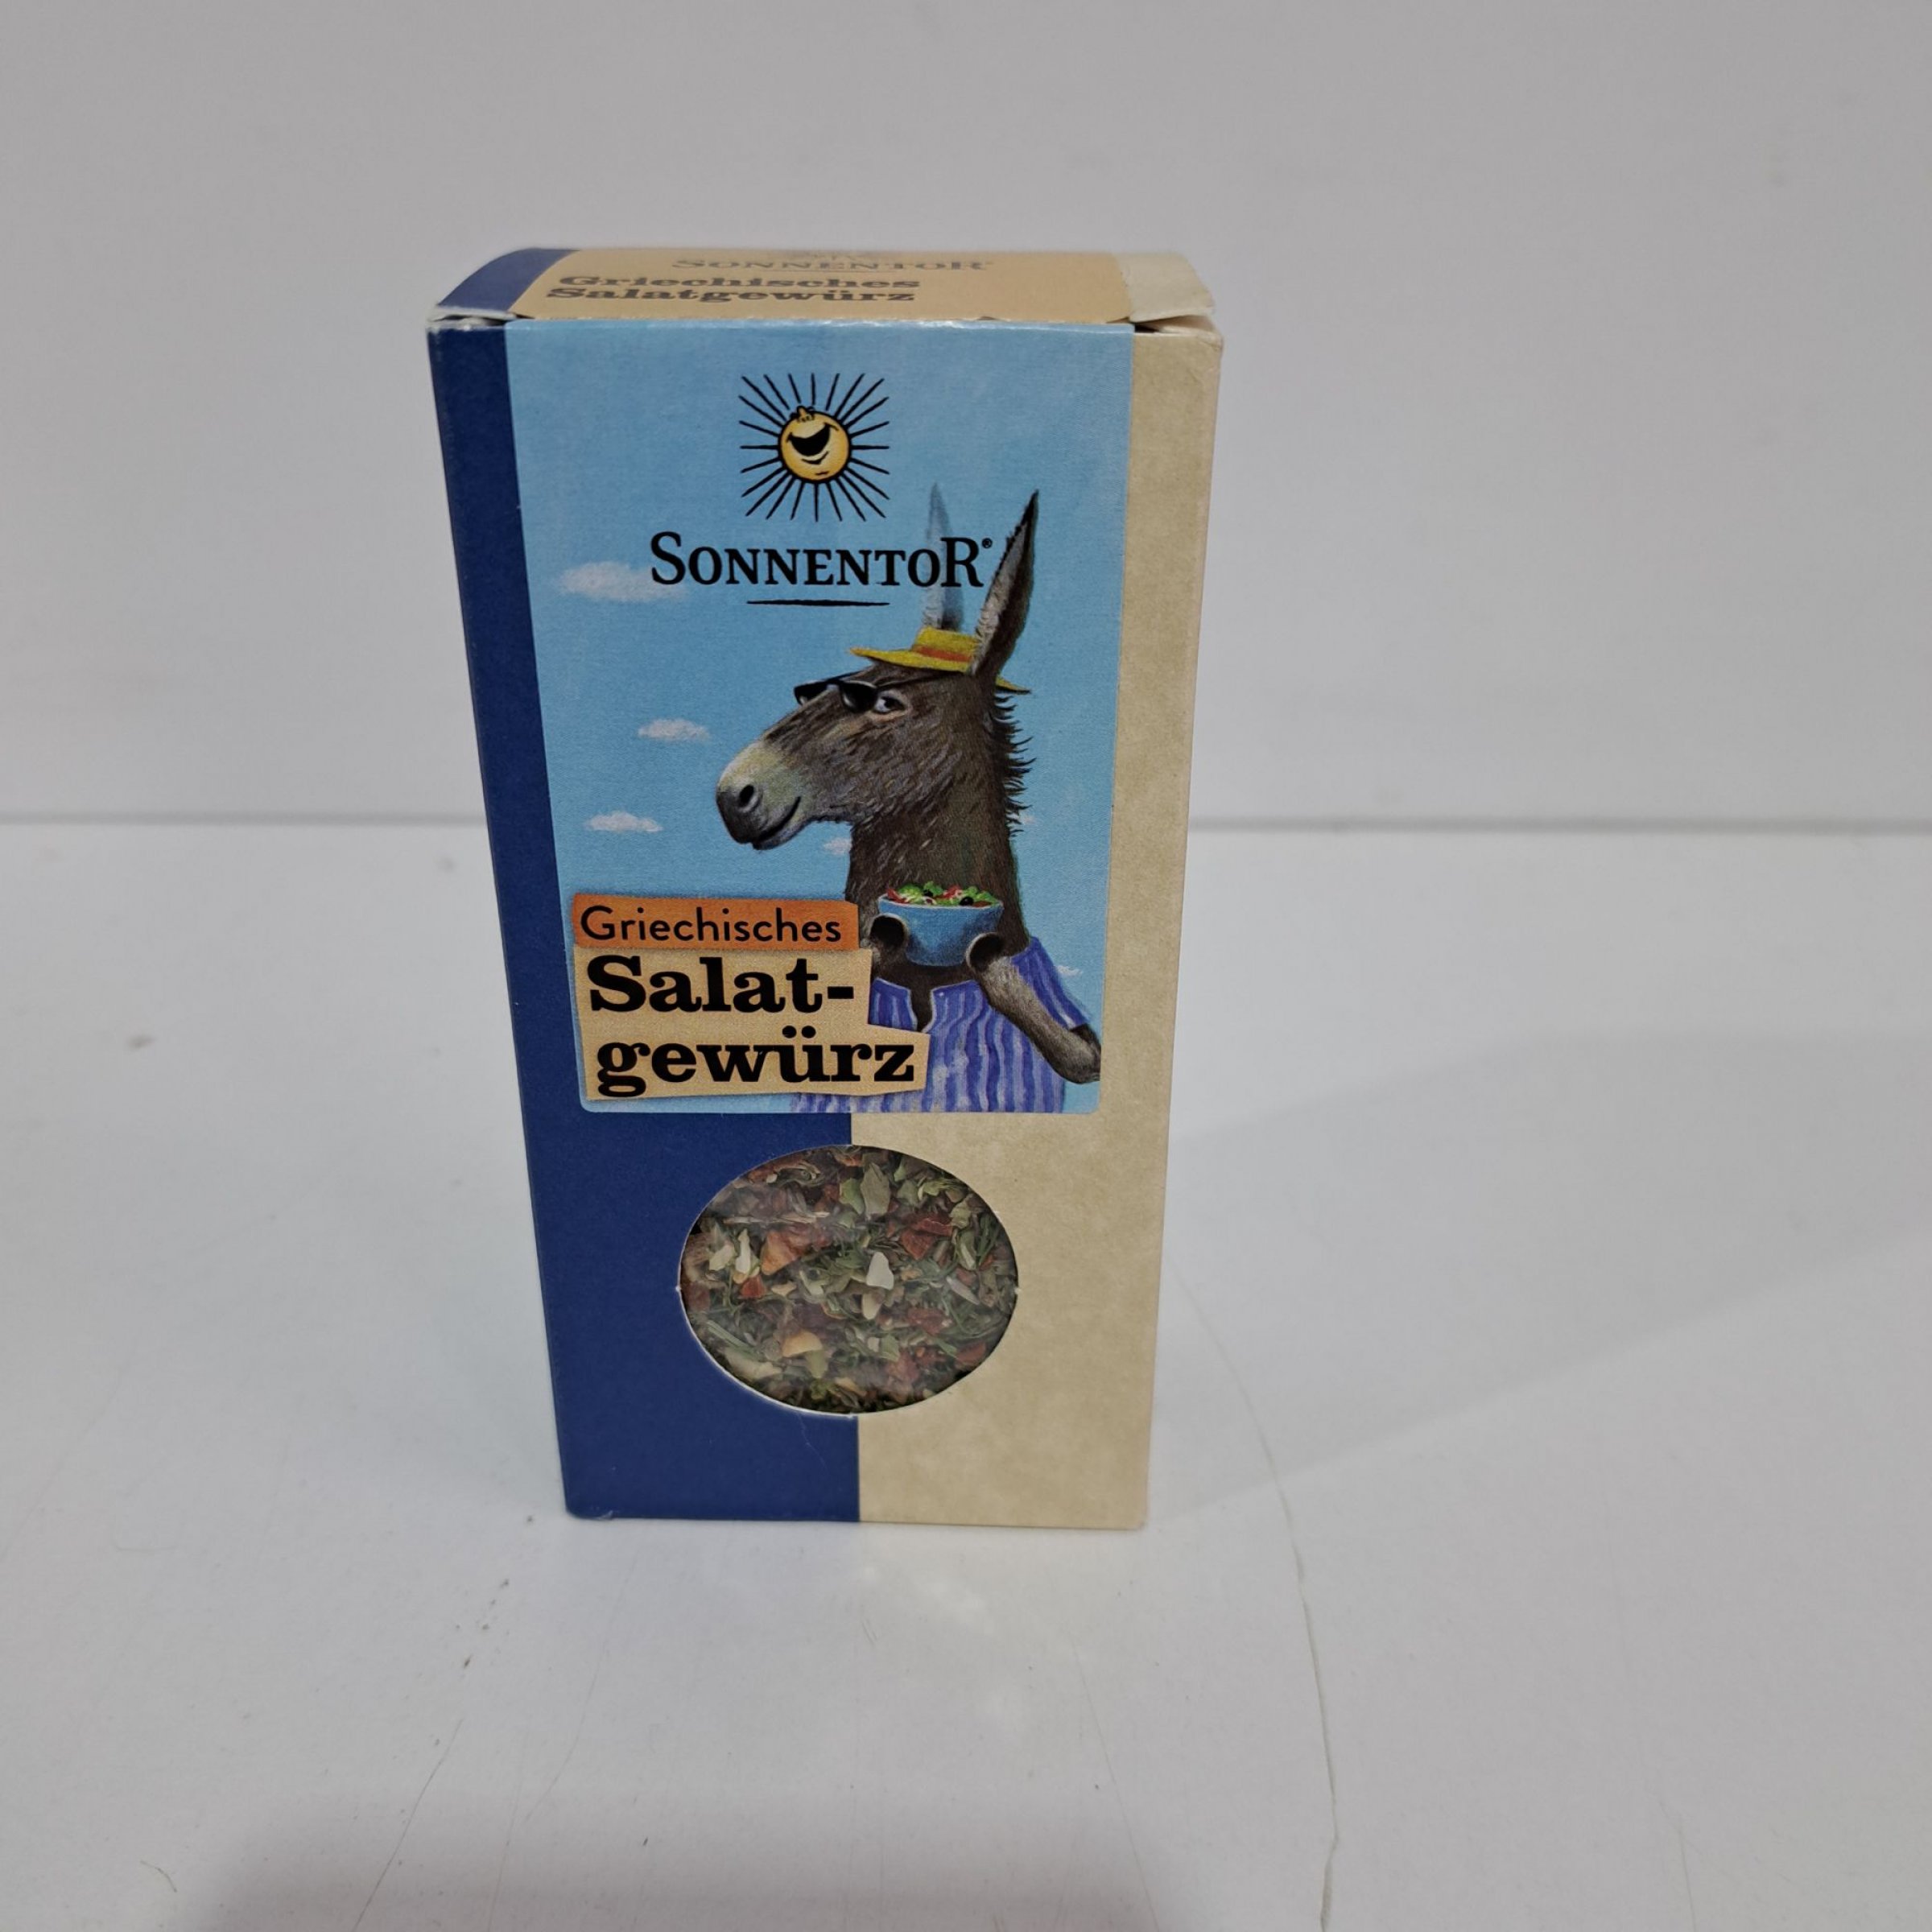 SONNENTOR
Griechisches
Salatgewürz
SONNENTOR®
Griechisches
Salat-
gewürz